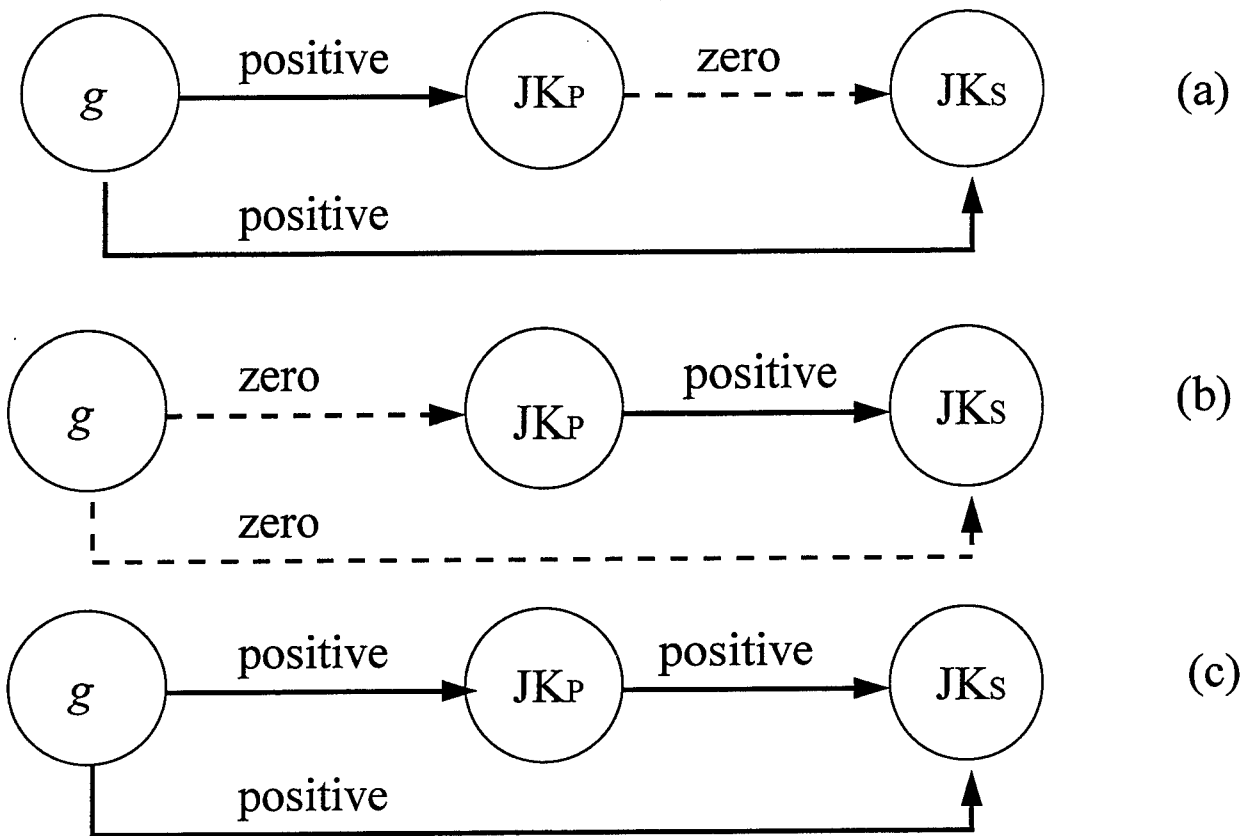 positive zero
g JKP JKS (a)
positive
zero positive
g JKP JKS (b)
zero
positive positive
g JKP JKS (c)
positive